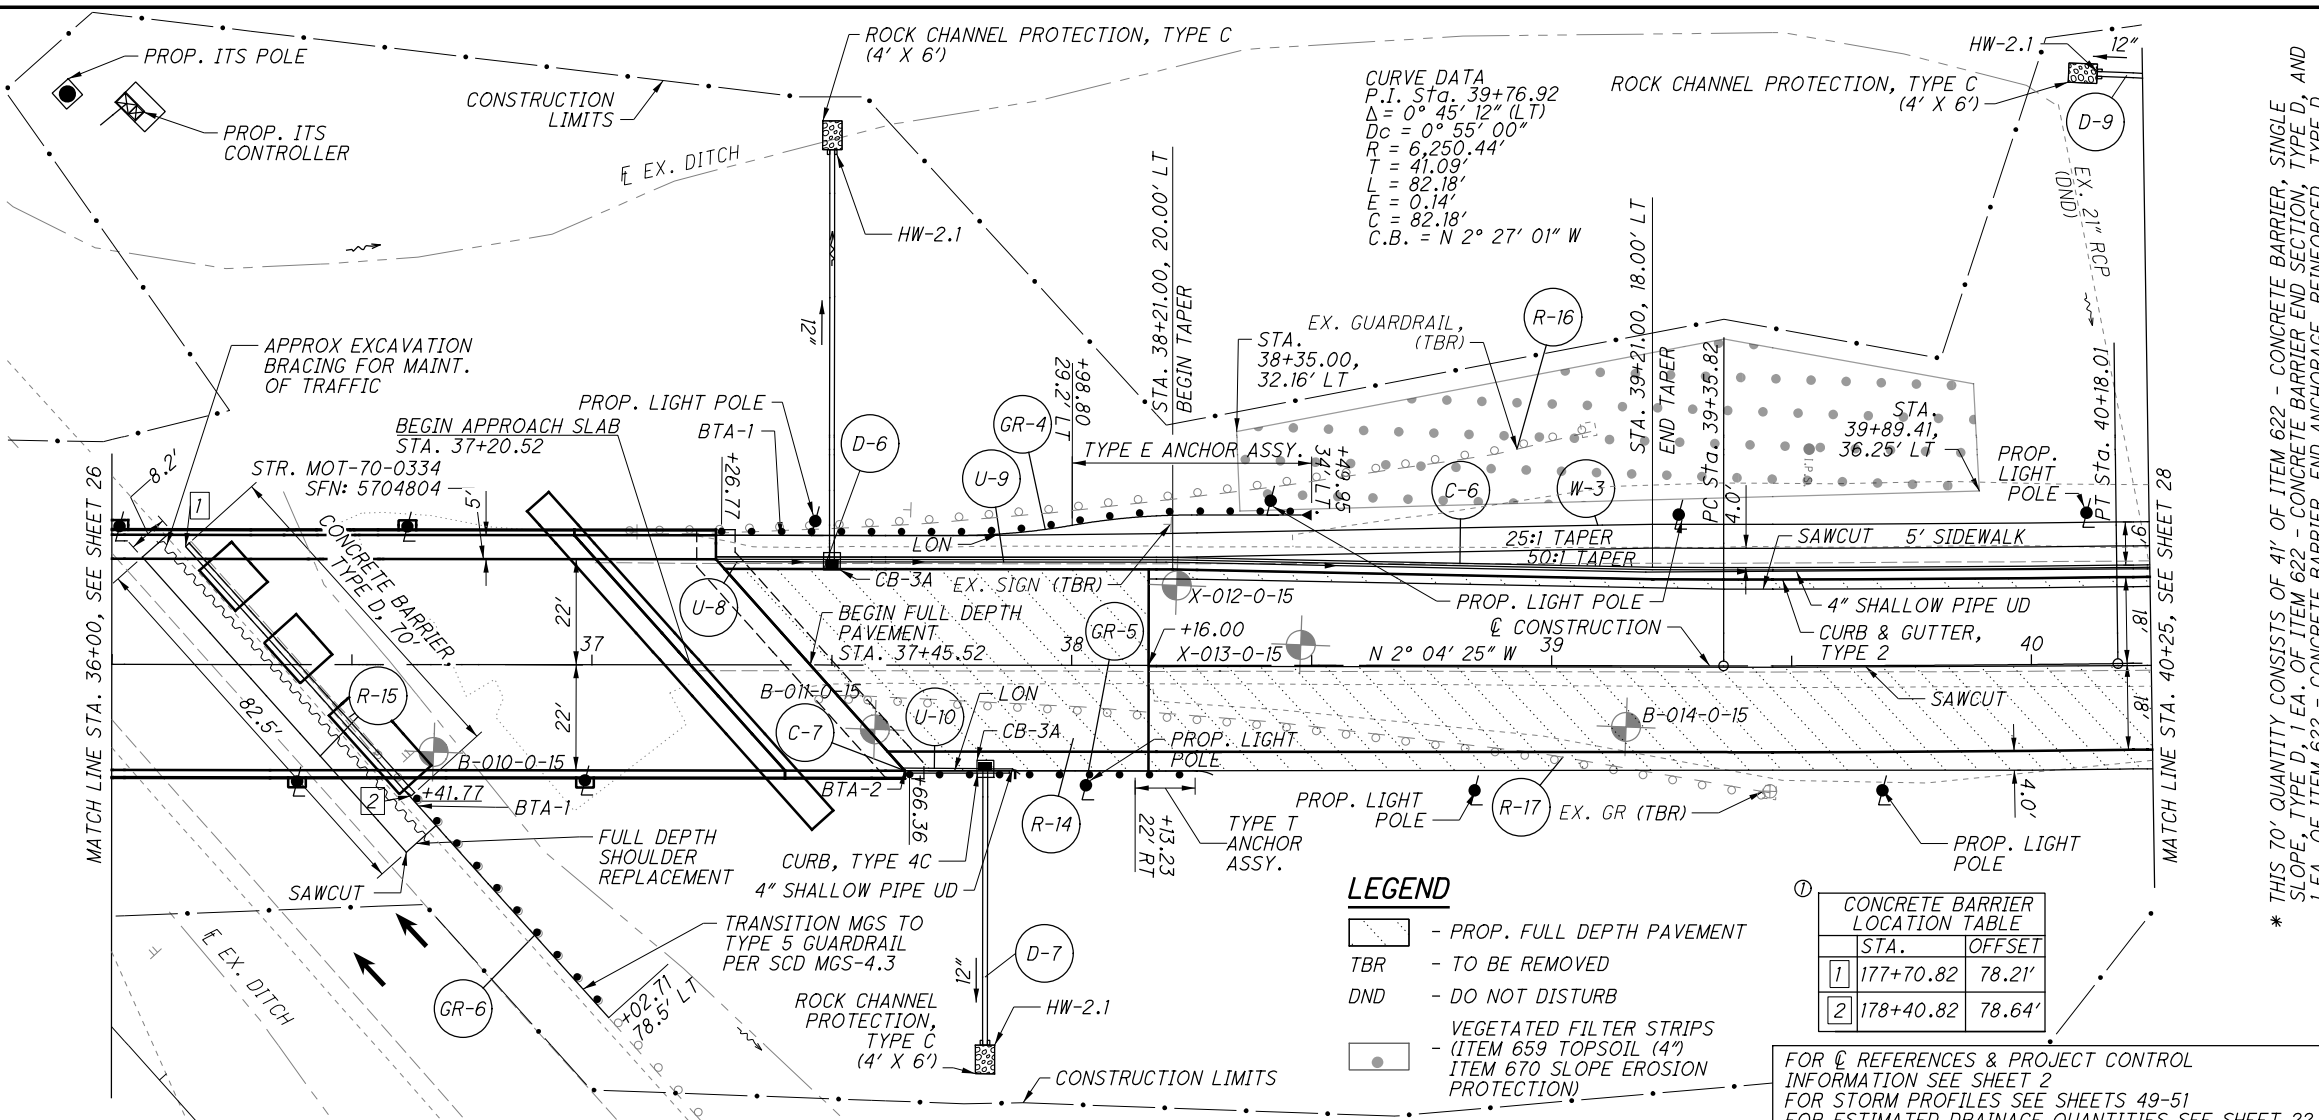 PROP. ITS POLE
PROP. ITS
CONTROLLER
CONSTRUCTION
LIMITS
ROCK CHANNEL PROTECTION, TYPE C
(4' X 6')
℄ EX. DITCH
HW-2.1
12"
CURVE DATA
P.I. Sta. 39+76.92
Δ = 0° 45' 12" (LT)
Dc = 0° 55' 00"
R = 6,250.44'
T = 41.09'
L = 82.18'
E = 0.14'
C = 82.18'
C.B. = N 2° 27' 01" W
HW-2.1
12"
ROCK CHANNEL PROTECTION, TYPE C
(4' X 6')
D-9
EX. 21" RCP
(DND)
APPROX EXCAVATION
BRACING FOR MAINT.
OF TRAFFIC
PROP. LIGHT POLE
BEGIN APPROACH SLAB
STA. 37+20.52
BTA-1
STR. MOT-70-0334
SFN: 5704804
8.2'
1
5'
CONCRETE BARRIER,
TYPE D, 70'
+26.77
D-6
GR-4
U-9
LON
+98.80
29.2' LT
STA. 38+21.00, 20.00' LT
BEGIN TAPER
TYPE E ANCHOR ASSY.
STA.
38+35.00,
32.16' LT
EX. GUARDRAIL,
(TBR)
R-16
+49.95
34' LT.
STA. 39+21.00, 18.00' LT
END TAPER
PC Sta. 39+35.82
4.0'
C-6
W-3
STA.
39+89.41,
36.25' LT
PROP.
LIGHT
POLE
PT Sta. 40+18.01
25:1 TAPER
50:1 TAPER
SAWCUT
5' SIDEWALK
9'
MATCH LINE STA. 36+00, SEE SHEET 26
MATCH LINE STA. 40+25, SEE SHEET 28
U-8
CB-3A
EX. SIGN (TBR)
X-012-0-15
PROP. LIGHT POLE
4" SHALLOW PIPE UD
CURB & GUTTER,
TYPE 2
22'
37
BEGIN FULL DEPTH
PAVEMENT
STA. 37+45.52
38
GR-5
+16.00
X-013-0-15
℄ CONSTRUCTION
N 2° 04' 25" W
39
40
18'
SAWCUT
22'
R-15
82.5'
B-010-0-15
B-011-0-15
C-7
U-10
LON
CB-3A
PROP. LIGHT
POLE
B-014-0-15
18'
2
+41.77
BTA-1
BTA-2
+66.36
R-14
+13.23
22' RT
TYPE T
ANCHOR
ASSY.
PROP. LIGHT
POLE
R-17
EX. GR (TBR)
4.0'
PROP. LIGHT
POLE
FULL DEPTH
SHOULDER
REPLACEMENT
SAWCUT
CURB, TYPE 4C
4" SHALLOW PIPE UD
TRANSITION MGS TO
TYPE 5 GUARDRAIL
PER SCD MGS-4.3
℄ EX. DITCH
GR-6
+02.71
78.5' LT
12"
D-7
HW-2.1
ROCK CHANNEL
PROTECTION,
TYPE C
(4' X 6')
CONSTRUCTION LIMITS
LEGEND
- PROP. FULL DEPTH PAVEMENT
TBR - TO BE REMOVED
DND - DO NOT DISTURB
- VEGETATED FILTER STRIPS
(ITEM 659 TOPSOIL (4")
ITEM 670 SLOPE EROSION
PROTECTION)
①
CONCRETE BARRIER
LOCATION TABLE
STA. OFFSET
1 177+70.82 78.21'
2 178+40.82 78.64'
FOR ℄ REFERENCES & PROJECT CONTROL
INFORMATION SEE SHEET 2
FOR STORM PROFILES SEE SHEETS 49-51
FOR ESTIMATED DRAINAGE QUANTITIES SEE SHEET
* THIS 70' QUANTITY CONSISTS OF 41' OF ITEM 622 - CONCRETE BARRIER, SINGLE
SLOPE, TYPE D, 1 EA. OF ITEM 622 - CONCRETE BARRIER END SECTION, TYPE D, AND
1 EA. OF ITEM 622 - CONCRETE BARRIER END ANCHORAGE, REINFORCED, TYPE D